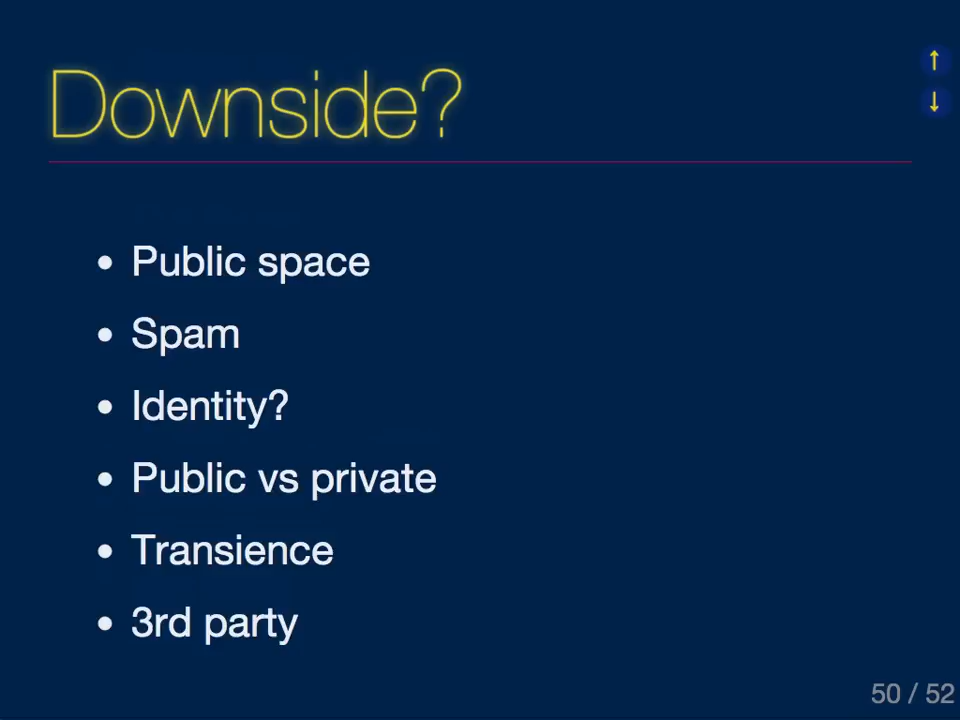 Downside?
↑
↓
• Public space
• Spam
• Identity?
• Public vs private
• Transience
• 3rd party
50 / 52